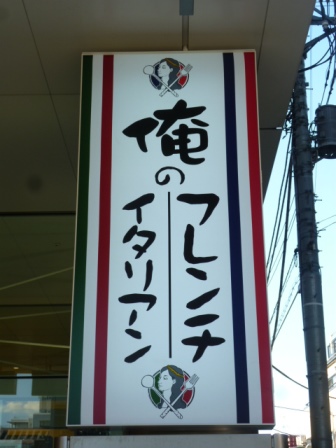 俺の
フレンチ
イタリアン